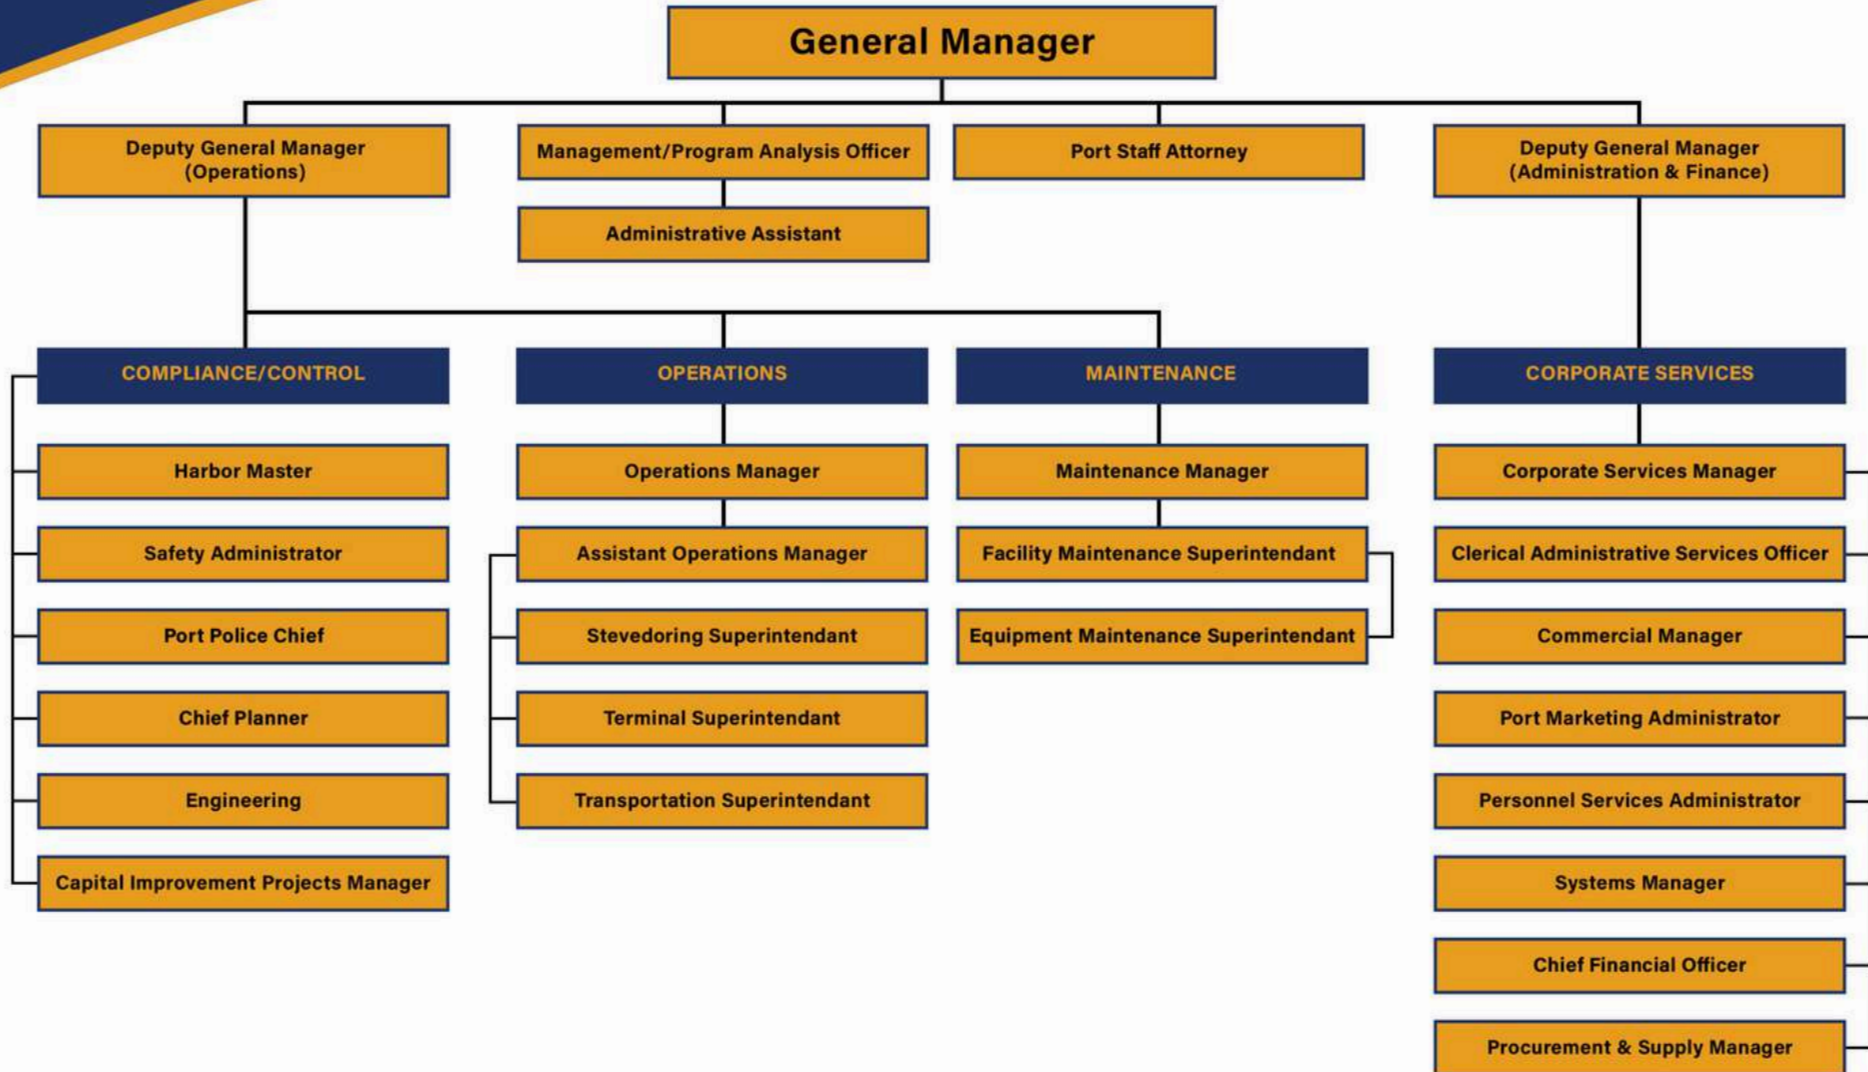 General Manager
Deputy General Manager
(Operations)
Management/Program Analysis Officer
Port Staff Attorney
Deputy General Manager
(Administration & Finance)
Administrative Assistant
COMPLIANCE/CONTROL
Harbor Master
Safety Administrator
Port Police Chief
Chief Planner
Engineering
Capital Improvement Projects Manager
OPERATIONS
Operations Manager
Assistant Operations Manager
Stevedoring Superintendant
Terminal Superintendant
Transportation Superintendant
MAINTENANCE
Maintenance Manager
Facility Maintenance Superintendant
Equipment Maintenance Superintendant
CORPORATE SERVICES
Corporate Services Manager
Clerical Administrative Services Officer
Commercial Manager
Port Marketing Administrator
Personnel Services Administrator
Systems Manager
Chief Financial Officer
Procurement & Supply Manager